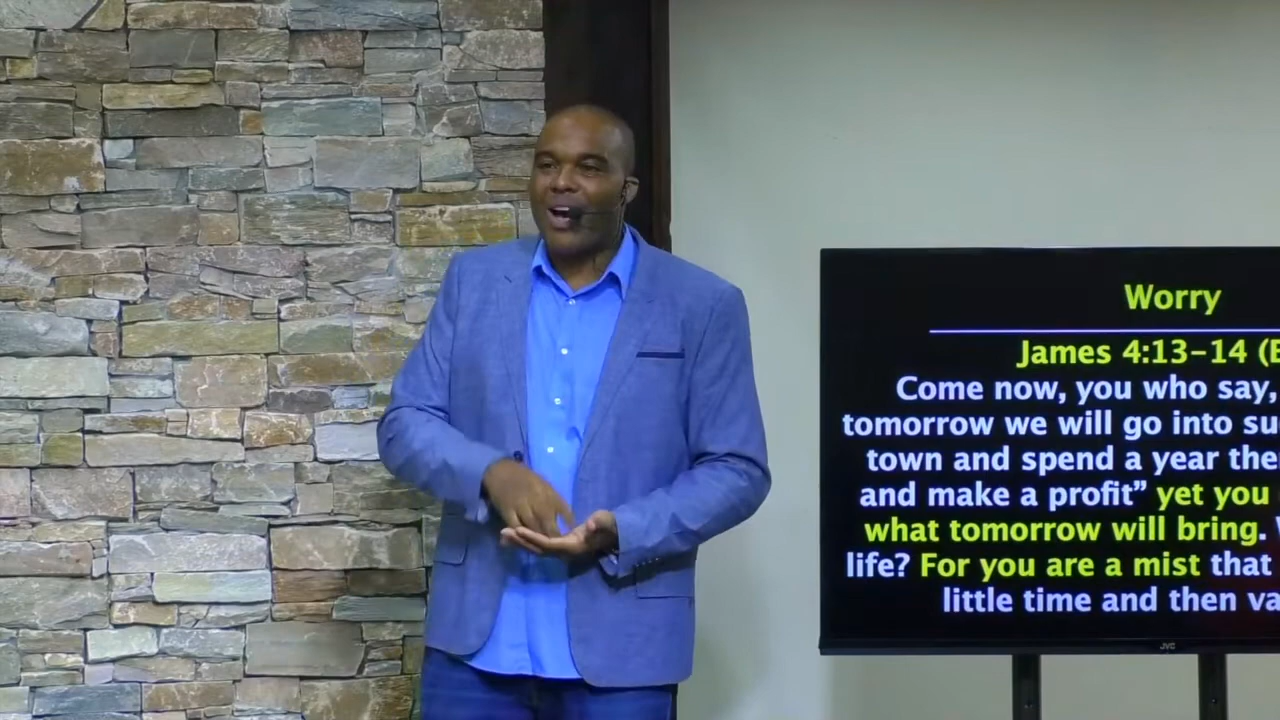 Worry
James 4:13-14 (
Come now, you who say,
tomorrow we will go into
town and spend a year
and make a profit” yet you
what tomorrow will bring.
life? For you are a mist that
little time and then
JVC